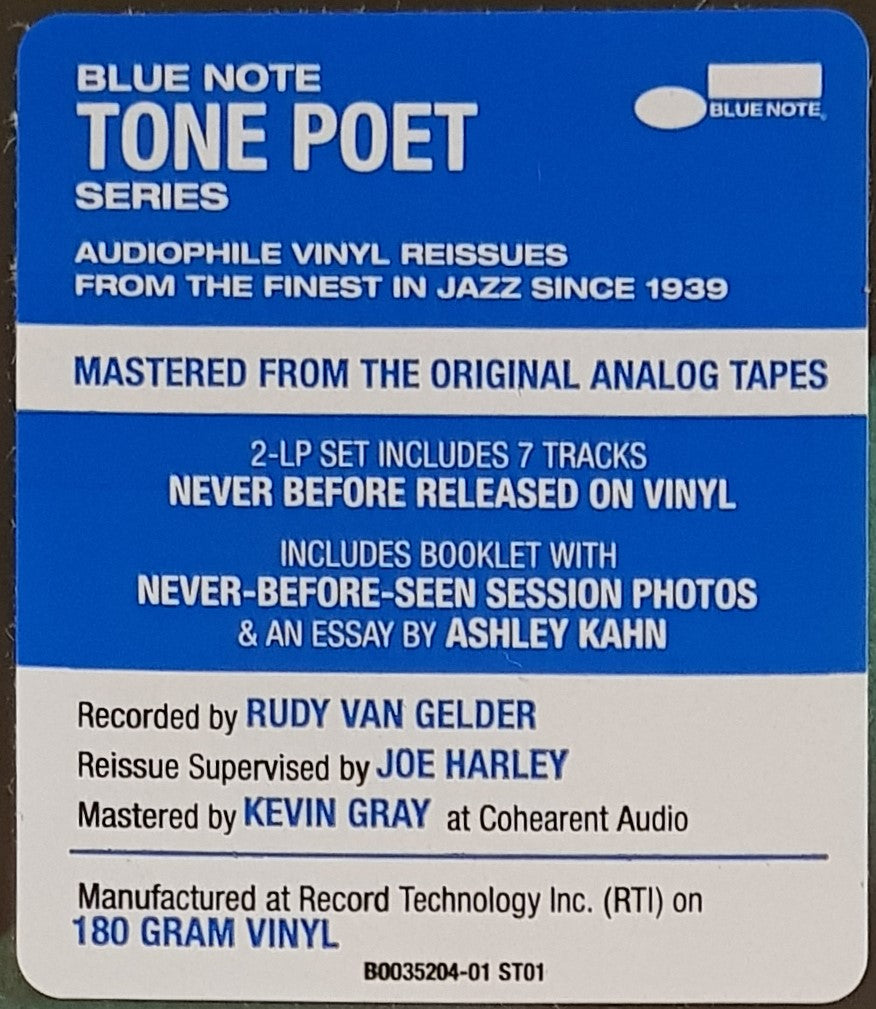 BLUE NOTE
TONE POET
SERIES
BLUE NOTE
AUDIOPHILE VINYL REISSUES
FROM THE FINEST IN JAZZ SINCE 1939
MASTERED FROM THE ORIGINAL ANALOG TAPES
2-LP SET INCLUDES 7 TRACKS
NEVER BEFORE RELEASED ON VINYL
INCLUDES BOOKLET WITH
NEVER-BEFORE-SEEN SESSION PHOTOS
& AN ESSAY BY ASHLEY KAHN
Recorded by RUDY VAN GELDER
Reissue Supervised by JOE HARLEY
Mastered by KEVIN GRAY at Cohearent Audio
Manufactured at Record Technology Inc. (RTI) on
180 GRAM VINYL
B0035204-01 ST01